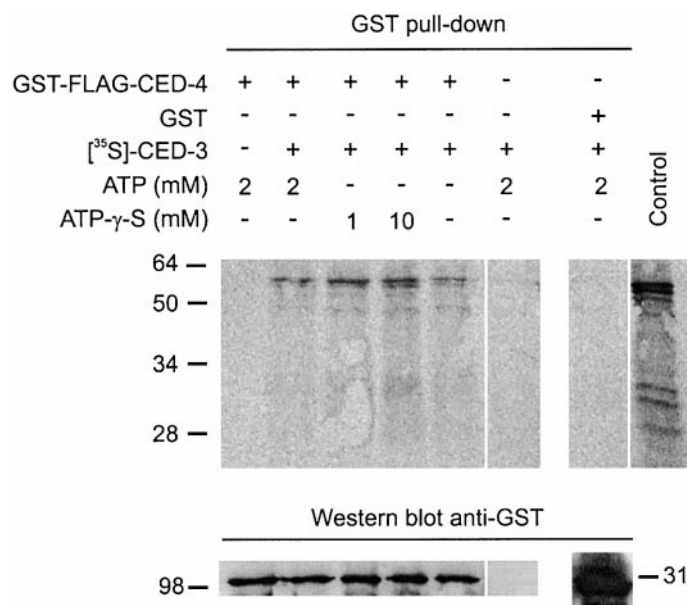 GST pull-down
GST-FLAG-CED-4 + + + + + - -
GST - - - - - - +
[³⁵S]-CED-3 - + + + + + +
ATP (mM) 2 2 - - - 2 2
ATP-γ-S (mM) - - 1 10 - - -
Control
64
50
34
28
Western blot anti-GST
98
31